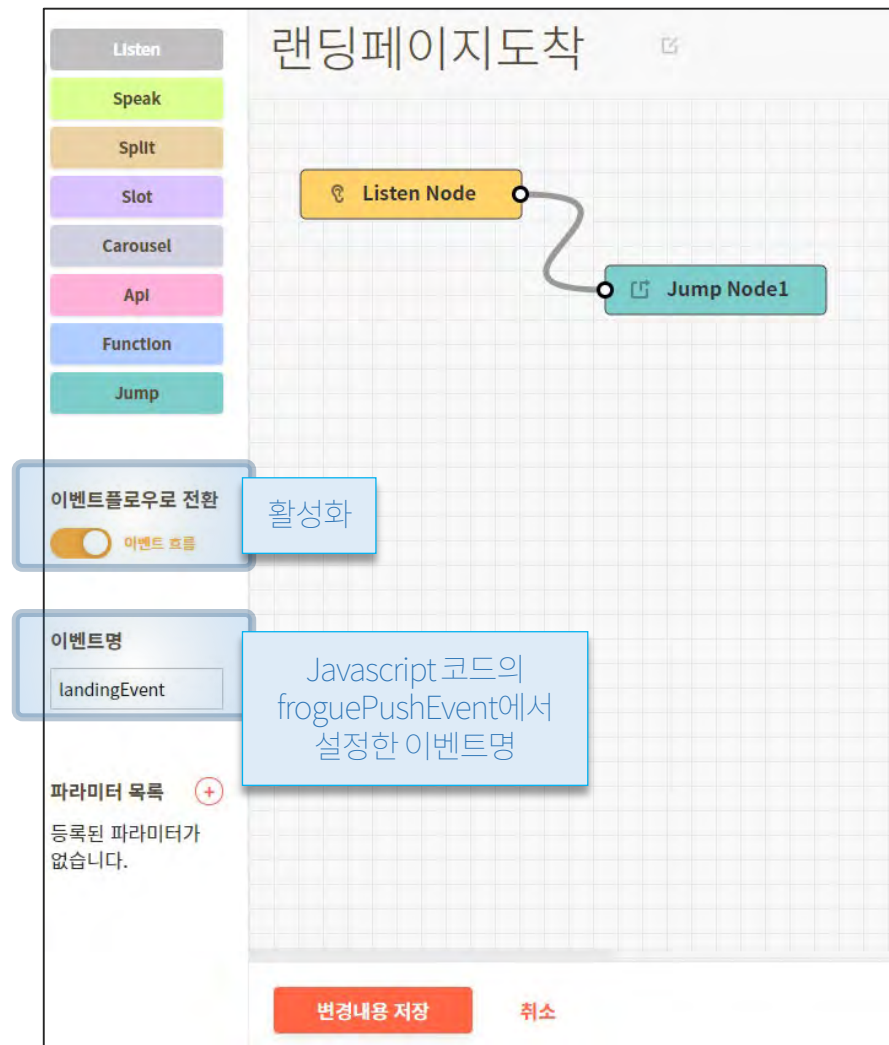 Listen
Speak
Split
Slot
Carousel
Api
Function
Jump
이벤트플로우로 전환
이벤트 흐름
이벤트명
landingEvent
파라미터 목록
등록된 파라미터가
없습니다.
랜딩페이지도착
Listen Node
Jump Node1
활성화
Javascript 코드의
froguePushEvent에서
설정한 이벤트명
변경내용 저장 취소